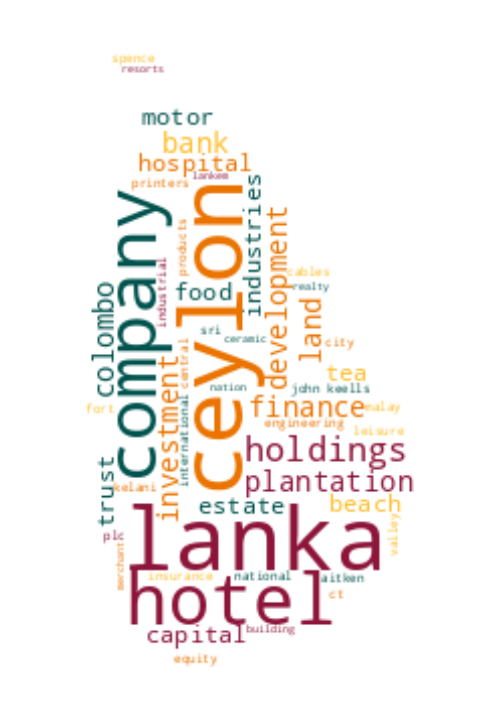 spence
resorts
motor
bank
hospital
lankem
printers
company
ceylon
industries
products
development
industrial
colombo
food
cables
realty
land
sri
ceramic
city
central
investment
international
nation
tea
john keells
finance
malay
fort
engineering
leisure
holdings
plantation
trust
kelani
estate
beach
valley
lanka
plc
merchant
insurance
national
aitken
hotel
ct
capital
building
equity